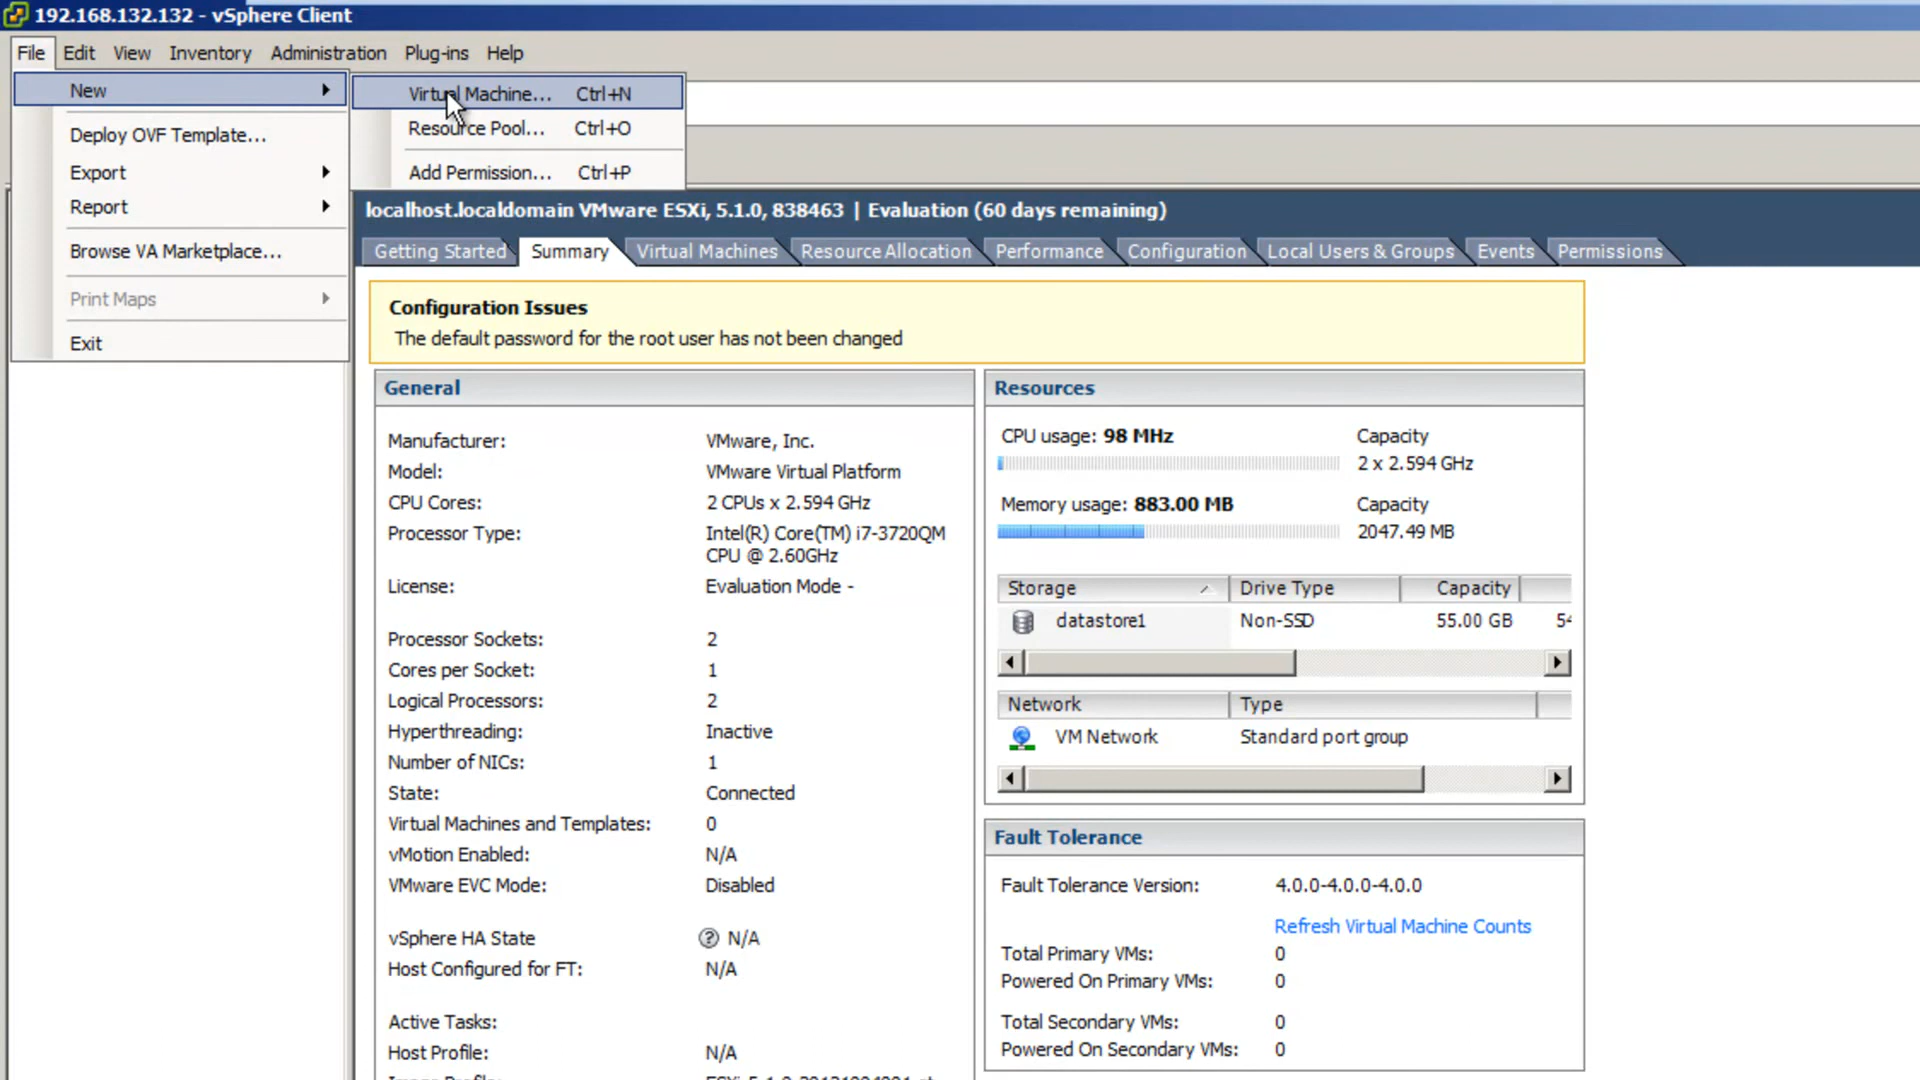 192.168.132.132 - vSphere Client
File Edit View Inventory Administration Plug-ins Help
New
Deploy OVF Template...
Export
Report
Browse VA Marketplace...
Print Maps
Exit
Virtual Machine... Ctrl+N
Resource Pool... Ctrl+O
Add Permission... Ctrl+P
localhost.localdomain VMware ESXi, 5.1.0, 838463 | Evaluation (60 days remaining)
Getting Started Summary Virtual Machines Resource Allocation Performance Configuration Local Users & Groups Events Permissions
Configuration Issues
The default password for the root user has not been changed
General
Manufacturer: VMware, Inc.
Model: VMware Virtual Platform
CPU Cores: 2 CPUs x 2.594 GHz
Processor Type: Intel(R) Core(TM) i7-3720QM
CPU @ 2.60GHz
License: Evaluation Mode -
Processor Sockets: 2
Cores per Socket: 1
Logical Processors: 2
Hyperthreading: Inactive
Number of NICs: 1
State: Connected
Virtual Machines and Templates: 0
vMotion Enabled: N/A
VMware EVC Mode: Disabled
vSphere HA State ? N/A
Host Configured for FT: N/A
Active Tasks:
Host Profile: N/A
Resources
CPU usage: 98 MHz Capacity
2 x 2.594 GHz
Memory usage: 883.00 MB Capacity
2047.49 MB
Storage Drive Type Capacity
datastore1 Non-SSD 55.00 GB 54
Network Type
VM Network Standard port group
Fault Tolerance
Fault Tolerance Version: 4.0.0-4.0.0-4.0.0
Refresh Virtual Machine Counts
Total Primary VMs: 0
Powered On Primary VMs: 0
Total Secondary VMs: 0
Powered On Secondary VMs: 0